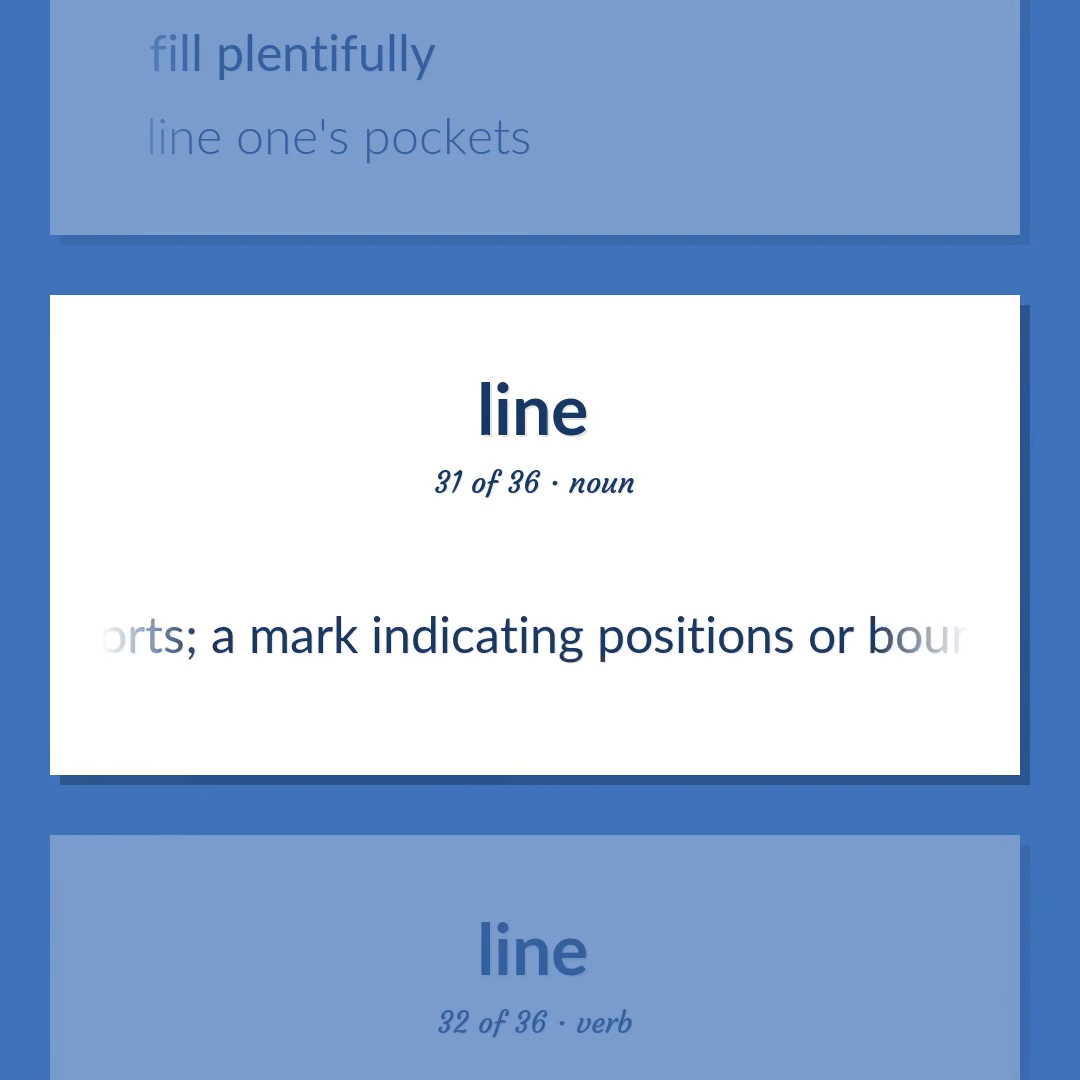 fill plentifully
line one's pockets
line
31 of 36 · noun
orts; a mark indicating positions or bour
line
32 of 36 · verb